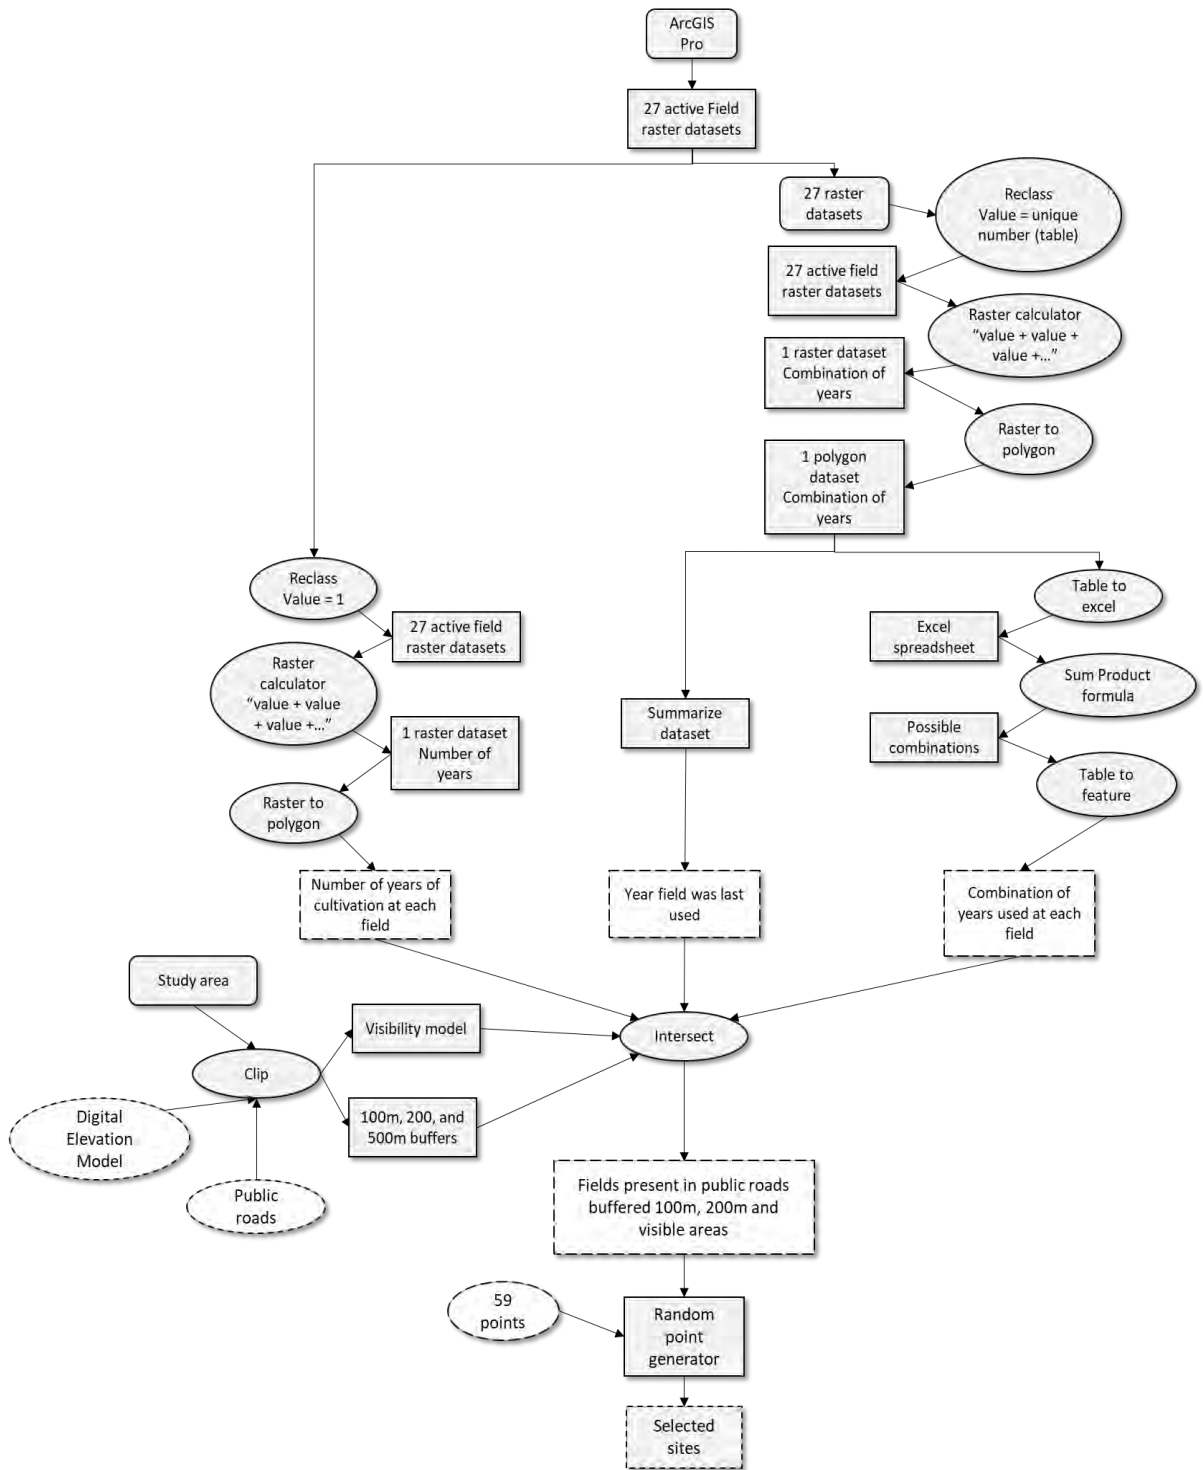 ArcGIS
Pro
27 active Field
raster datasets
27 raster
datasets
Reclass
Value = unique
number (table)
27 active field
raster datasets
Raster calculator
“value + value +
value +...”
1 raster dataset
Combination of
years
Raster to
polygon
1 polygon
dataset
Combination of
years
Reclass
Value = 1
27 active field
raster datasets
Raster
calculator
“value + value
+ value +...”
1 raster dataset
Number of
years
Raster to
polygon
Number of years of
cultivation at each
field
Summarize
dataset
Year field was last
used
Table to
excel
Excel
spreadsheet
Sum Product
formula
Possible
combinations
Table to
feature
Combination of
years used at each
field
Study area
Clip
Digital
Elevation
Model
Public
roads
Visibility model
100m, 200, and
500m buffers
Intersect
Fields present in public roads
buffered 100m, 200m and
visible areas
59
points
Random
point
generator
Selected
sites